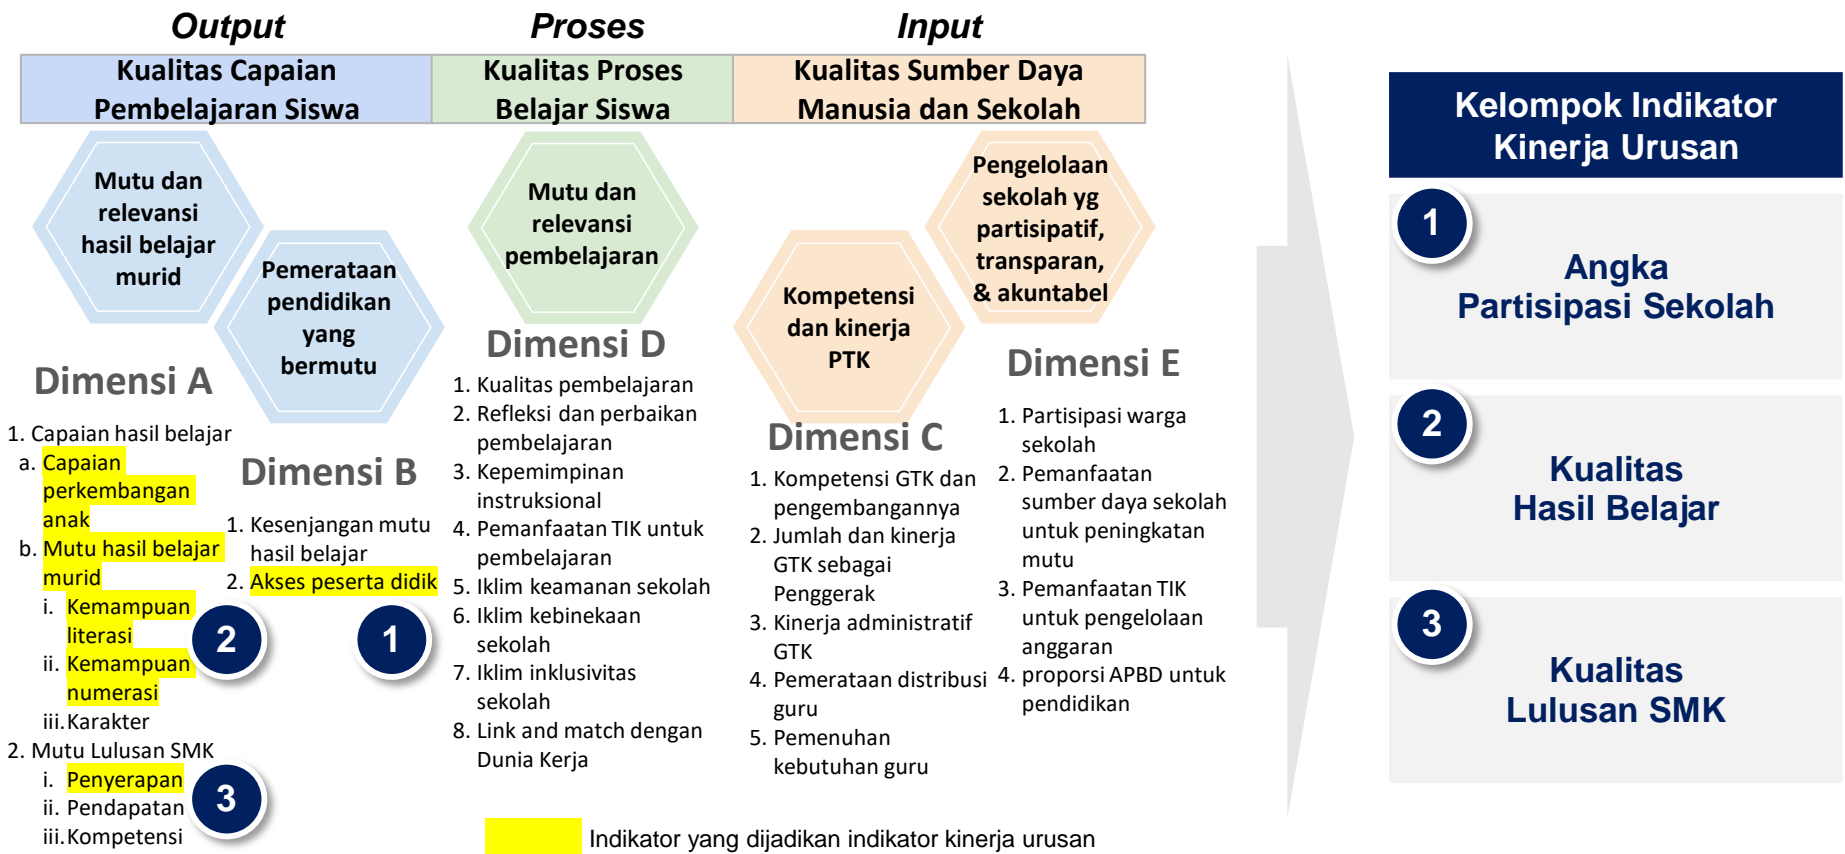 Output
Proses
Input
Kualitas Capaian
Pembelajaran Siswa
Kualitas Proses
Belajar Siswa
Kualitas Sumber Daya
Manusia dan Sekolah
Mutu dan
relevansi
hasil belajar
murid
Pemerataan
pendidikan
yang
bermutu
Mutu dan
relevansi
pembelajaran
Kompetensi
dan kinerja
PTK
Pengelolaan
sekolah yg
partisipatif,
transparan,
& akuntabel
Dimensi A
1. Capaian hasil belajar
a. Capaian
perkembangan
anak
b. Mutu hasil belajar
murid
i. Kemampuan
literasi
ii. Kemampuan
numerasi
iii. Karakter
2. Mutu Lulusan SMK
i. Penyerapan
ii. Pendapatan
iii. Kompetensi
2
3
Dimensi B
1. Kesenjangan mutu
hasil belajar
2. Akses peserta didik
1
Dimensi D
1. Kualitas pembelajaran
2. Refleksi dan perbaikan
pembelajaran
3. Kepemimpinan
instruksional
4. Pemanfaatan TIK untuk
pembelajaran
5. Iklim keamanan sekolah
6. Iklim kebinekaan
sekolah
7. Iklim inklusivitas
sekolah
8. Link and match dengan
Dunia Kerja
Dimensi C
1. Kompetensi GTK dan
pengembangannya
2. Jumlah dan kinerja
GTK sebagai
Penggerak
3. Kinerja administratif
GTK
4. Pemerataan distribusi
guru
5. Pemenuhan
kebutuhan guru
Dimensi E
1. Partisipasi warga
sekolah
2. Pemanfaatan
sumber daya sekolah
untuk peningkatan
mutu
3. Pemanfaatan TIK
untuk pengelolaan
anggaran
4. proporsi APBD untuk
pendidikan
Indikator yang dijadikan indikator kinerja urusan
Kelompok Indikator
Kinerja Urusan
1
Angka
Partisipasi Sekolah
2
Kualitas
Hasil Belajar
3
Kualitas
Lulusan SMK